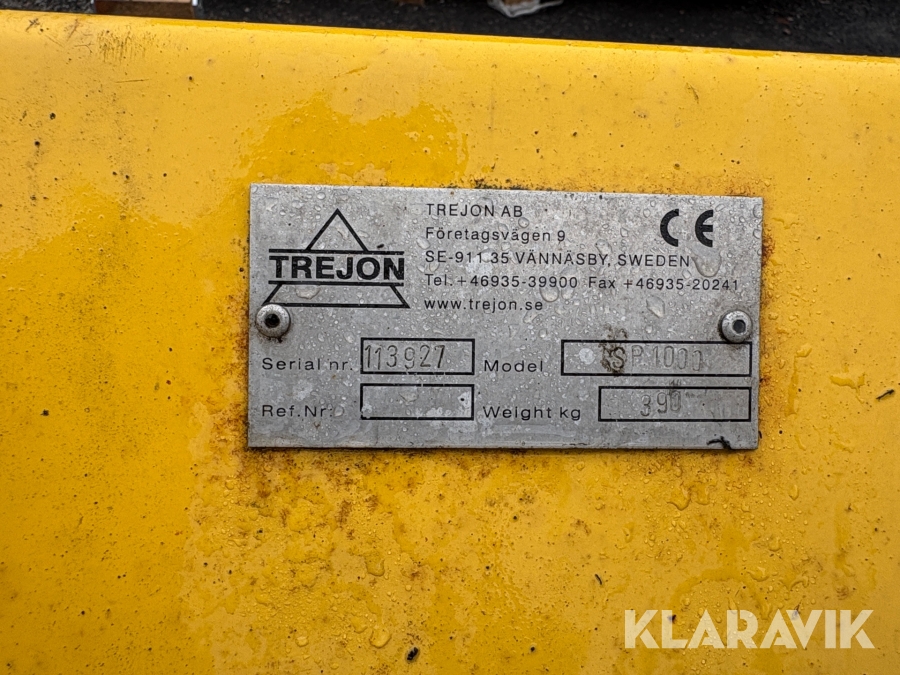 TREJON
TREJON AB
Företagsvägen 9
SE-911 35 VÄNNÄSBY, SWEDEN
Tel. +46935-39900 Fax +46935-20241
www.trejon.se
CE
Serial nr. 113927 Model SP1000
Ref.Nr. Weight kg 390
KLARAVIK